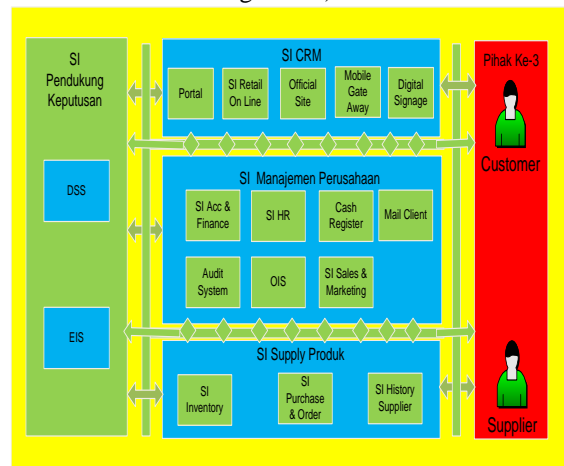 SI
Pendukung
Keputusan
DSS
EIS
SI CRM
Portal
SI Retail
On Line
Official
Site
Mobile
Gate
Away
Digital
Signage
SI Manajemen Perusahaan
SI Acc &
Finance
SI HR
Cash
Register
Mail Client
Audit
System
OIS
SI Sales &
Marketing
SI Supply Produk
SI
Inventory
SI
Purchase
& Order
SI History
Supplier
Pihak Ke-3
Customer
Supplier